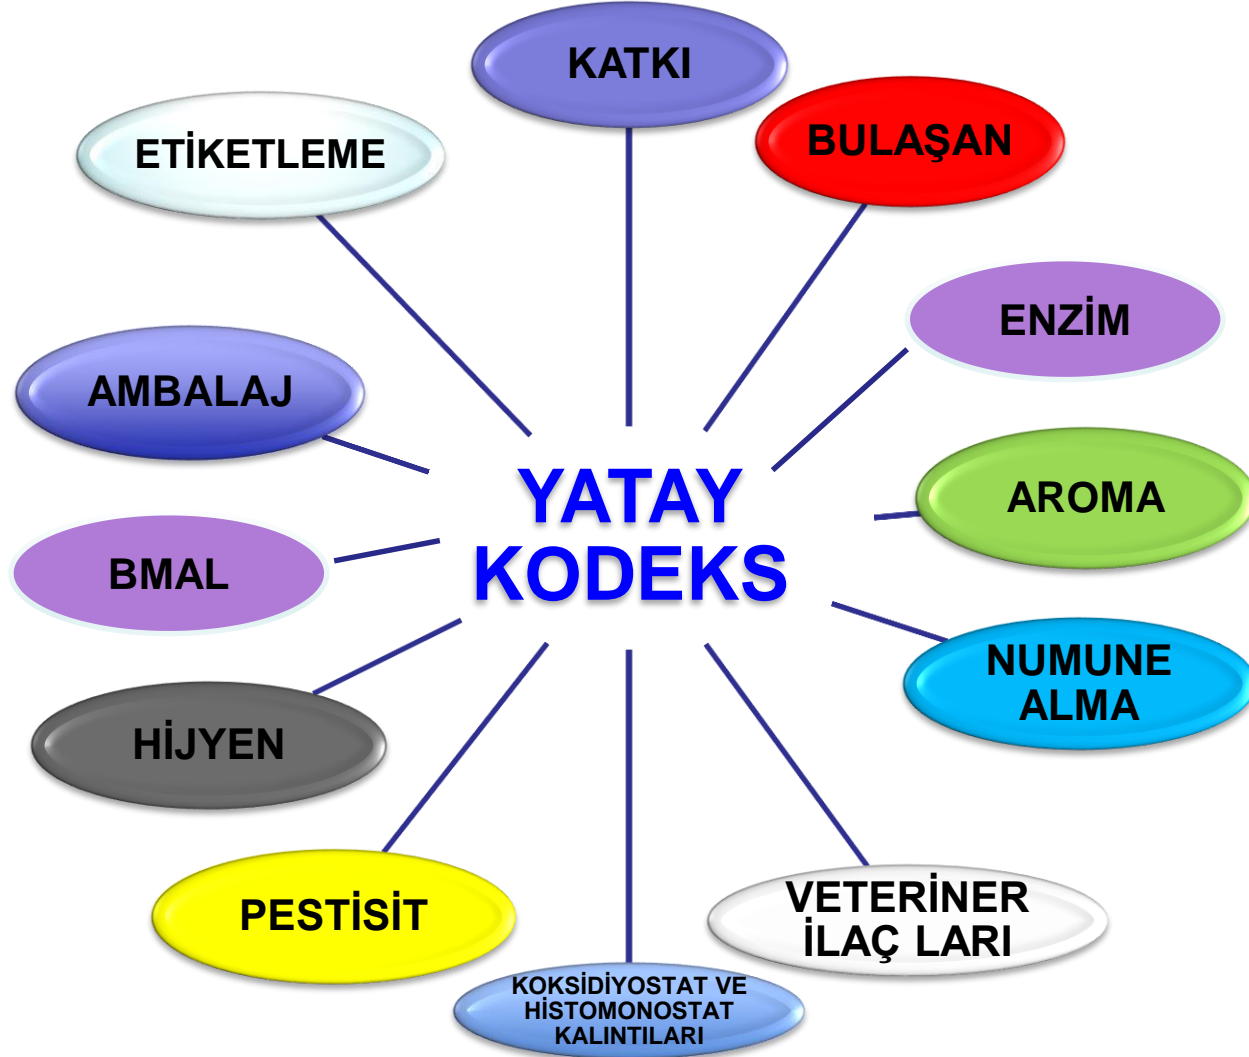 KATKI
BULAŞAN
ETİKETLEME
ENZİM
AMBALAJ
AROMA
YATAY
KODEKS
BMAL
NUMUNE
ALMA
HİJYEN
VETERİNER
İLAÇ LARI
PESTİSİT
KOKSİDİYOSTAT VE
HİSTOMONOSTAT
KALINTILARI